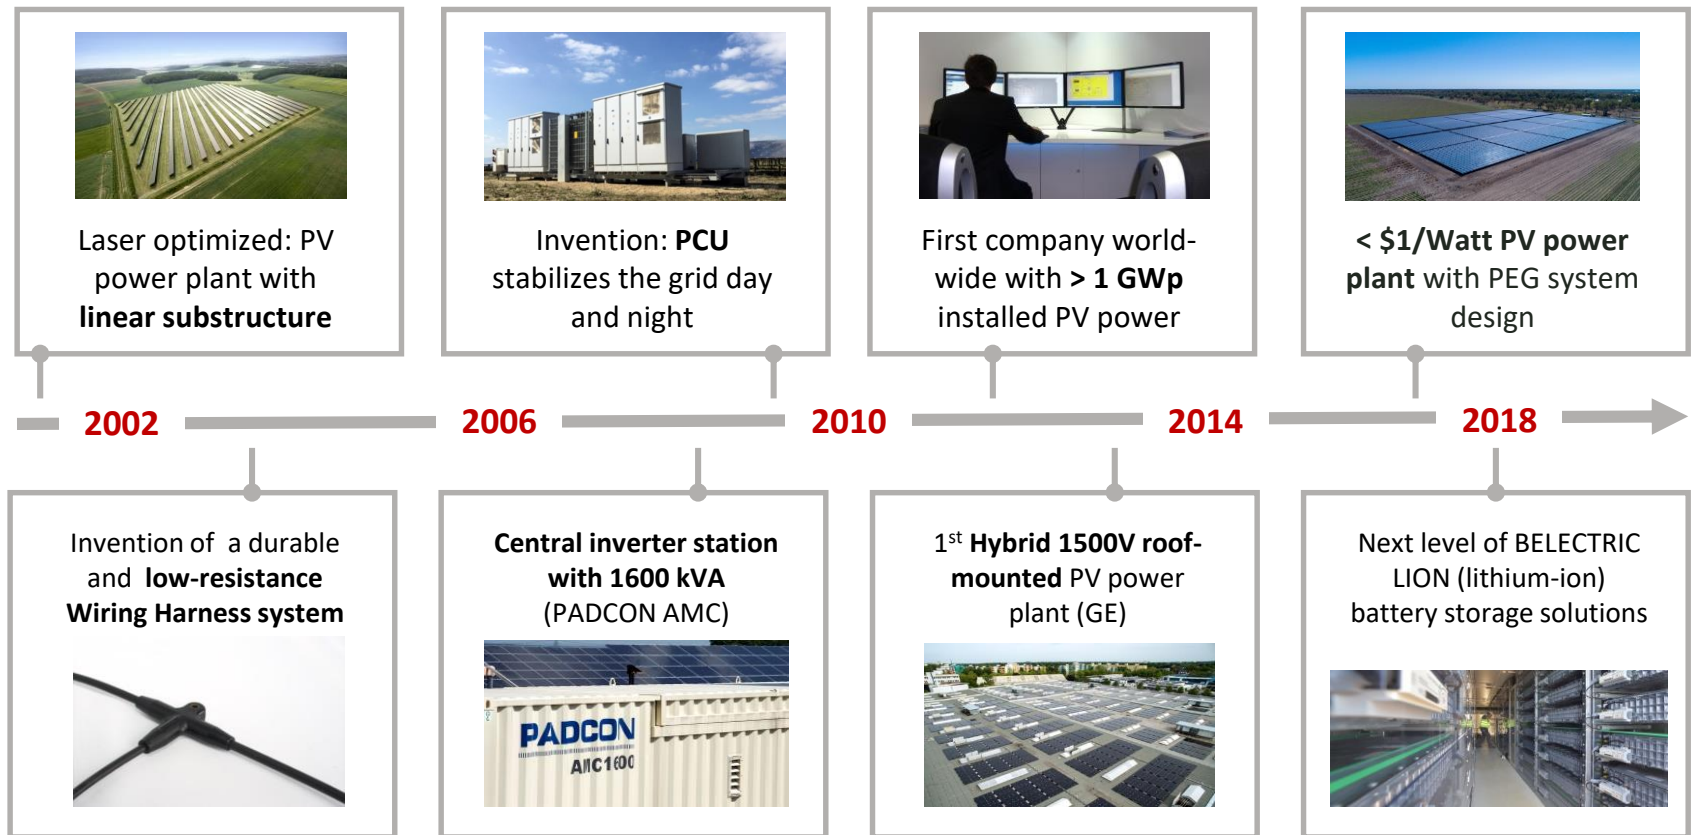 Laser optimized: PV
power plant with
linear substructure
Invention: PCU
stabilizes the grid day
and night
First company world-
wide with > 1 GWp
installed PV power
< $1/Watt PV power
plant with PEG system
design
2002
2006
2010
2014
2018
Invention of a durable
and low-resistance
Wiring Harness system
Central inverter station
with 1600 kVA
(PADCON AMC)
PADCON
AMC1600
1st Hybrid 1500V roof-
mounted PV power
plant (GE)
Next level of BELECTRIC
LION (lithium-ion)
battery storage solutions